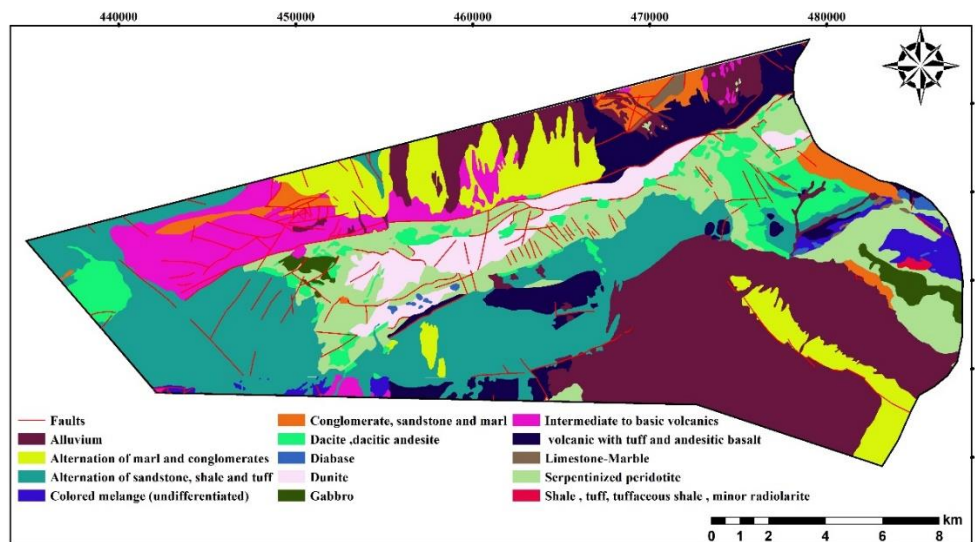 440000 450000 460000 470000 480000
Faults
Alluvium
Alternation of marl and conglomerates
Alternation of sandstone, shale and tuff
Colored melange (undifferentiated)
Conglomerate, sandstone and marl
Dacite ,dacitic andesite
Diabase
Dunite
Gabbro
Intermediate to basic volcanics
volcanic with tuff and andesitic basalt
Limestone-Marble
Serpentinized peridotite
Shale , tuff, tuffaceous shale , minor radiolarite
km
0 0.5 1 2 4 6 8